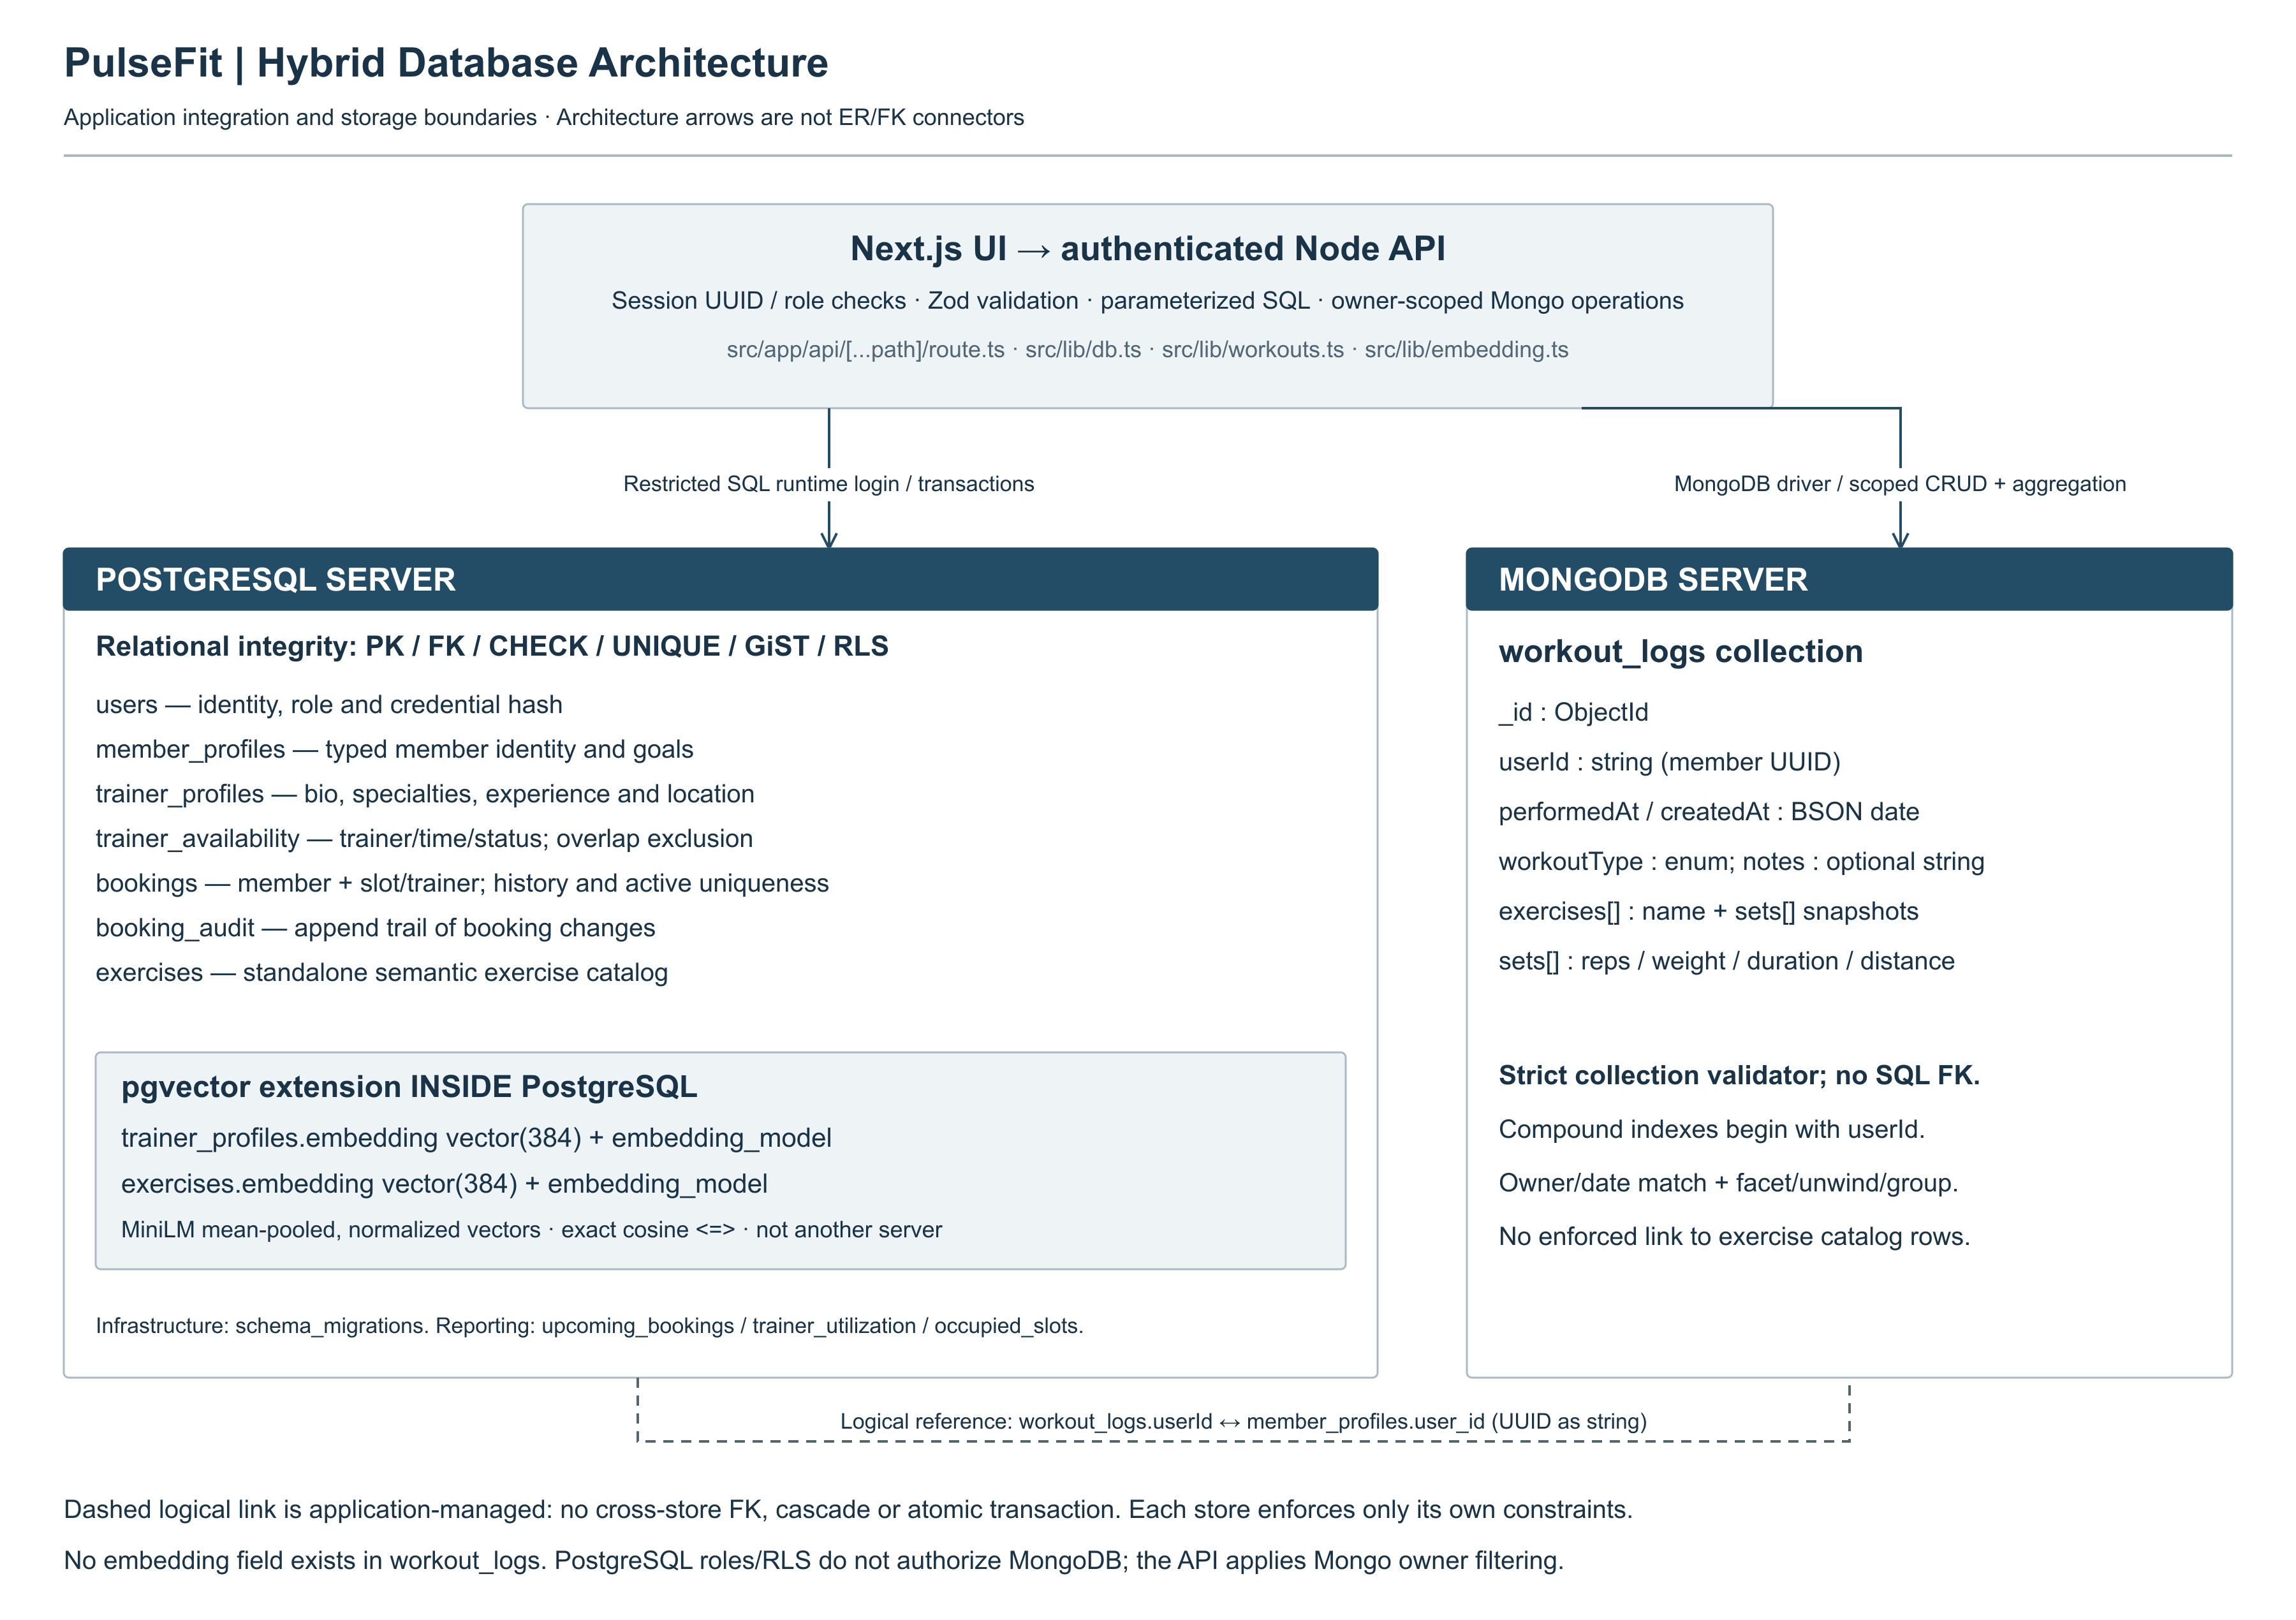 PulseFit | Hybrid Database Architecture
Application integration and storage boundaries · Architecture arrows are not ER/FK connectors
Next.js UI → authenticated Node API
Session UUID / role checks · Zod validation · parameterized SQL · owner-scoped Mongo operations
src/app/api/[...path]/route.ts · src/lib/db.ts · src/lib/workouts.ts · src/lib/embedding.ts
Restricted SQL runtime login / transactions
MongoDB driver / scoped CRUD + aggregation
POSTGRESQL SERVER
Relational integrity: PK / FK / CHECK / UNIQUE / GiST / RLS
users — identity, role and credential hash
member_profiles — typed member identity and goals
trainer_profiles — bio, specialties, experience and location
trainer_availability — trainer/time/status; overlap exclusion
bookings — member + slot/trainer; history and active uniqueness
booking_audit — append trail of booking changes
exercises — standalone semantic exercise catalog
pgvector extension INSIDE PostgreSQL
trainer_profiles.embedding vector(384) + embedding_model
exercises.embedding vector(384) + embedding_model
MiniLM mean-pooled, normalized vectors · exact cosine <=> · not another server
Infrastructure: schema_migrations. Reporting: upcoming_bookings / trainer_utilization / occupied_slots.
MONGODB SERVER
workout_logs collection
_id : ObjectId
userId : string (member UUID)
performedAt / createdAt : BSON date
workoutType : enum; notes : optional string
exercises[] : name + sets[] snapshots
sets[] : reps / weight / duration / distance
Strict collection validator; no SQL FK.
Compound indexes begin with userId.
Owner/date match + facet/unwind/group.
No enforced link to exercise catalog rows.
Logical reference: workout_logs.userId ↔ member_profiles.user_id (UUID as string)
Dashed logical link is application-managed: no cross-store FK, cascade or atomic transaction. Each store enforces only its own constraints.
No embedding field exists in workout_logs. PostgreSQL roles/RLS do not authorize MongoDB; the API applies Mongo owner filtering.